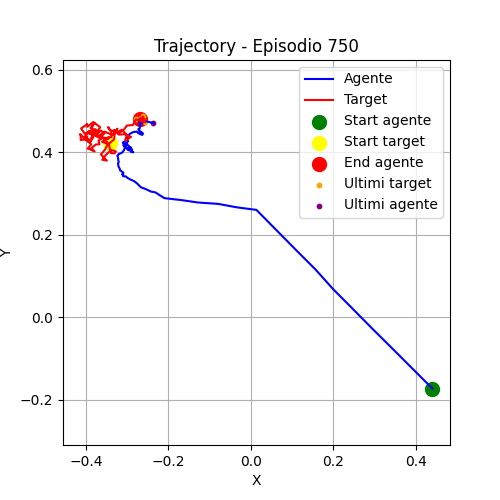 Trajectory - Episodio 750
Agente
Target
Start agente
Start target
End agente
Ultimi target
Ultimi agente
0.6
0.4
0.2
0.0
−0.2
Y
−0.4
−0.2
0.0
0.2
0.4
X